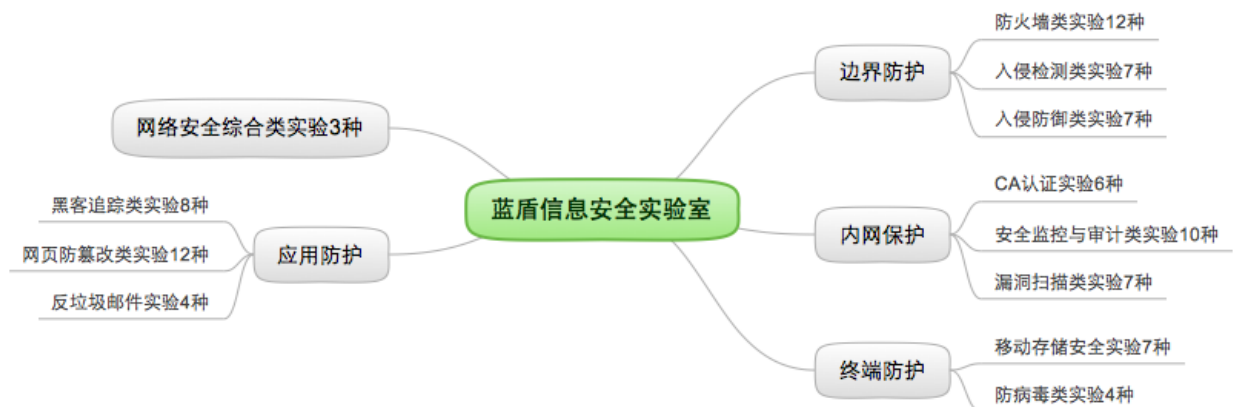 蓝盾信息安全实验室
边界防护
防火墙类实验12种
入侵检测类实验7种
入侵防御类实验7种
内网保护
CA认证实验6种
安全监控与审计类实验10种
漏洞扫描类实验7种
终端防护
移动存储安全实验7种
防病毒类实验4种
网络安全综合类实验3种
应用防护
黑客追踪类实验8种
网页防篡改类实验12种
反垃圾邮件实验4种